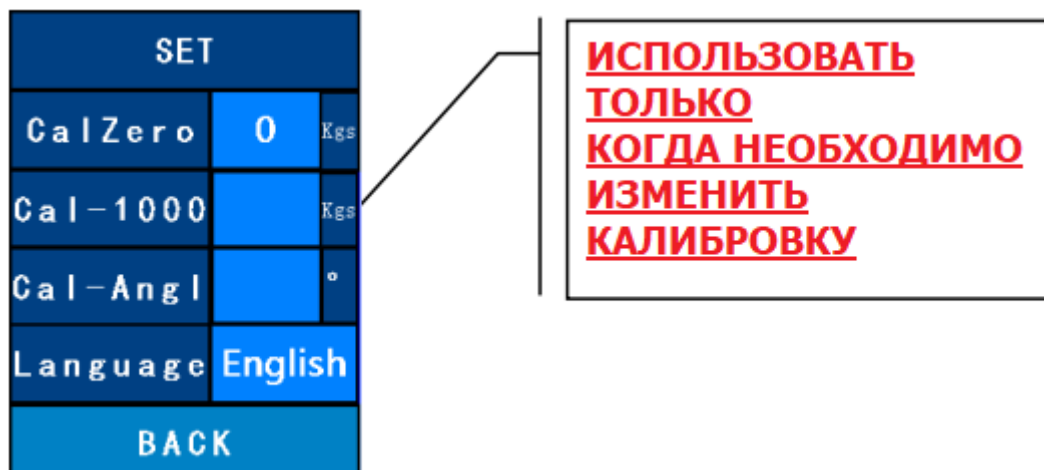 SET
CalZero 0 Kgs
Cal-1000 Kgs
Cal-Angl °
Language English
BACK
ИСПОЛЬЗОВАТЬ
ТОЛЬКО
КОГДА НЕОБХОДИМО
ИЗМЕНИТЬ
КАЛИБРОВКУ